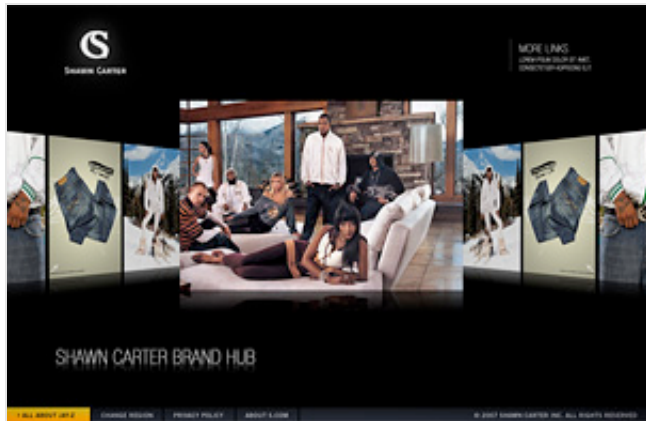 CS
SHAWN CARTER
MORE LINKS
SHAWN CARTER BRAND HUB
› ALL ABOUT JAY-Z
CHANGE REGION
PRIVACY POLICY
ABOUT S.COM
© 2007 SHAWN CARTER INC. ALL RIGHTS RESERVED